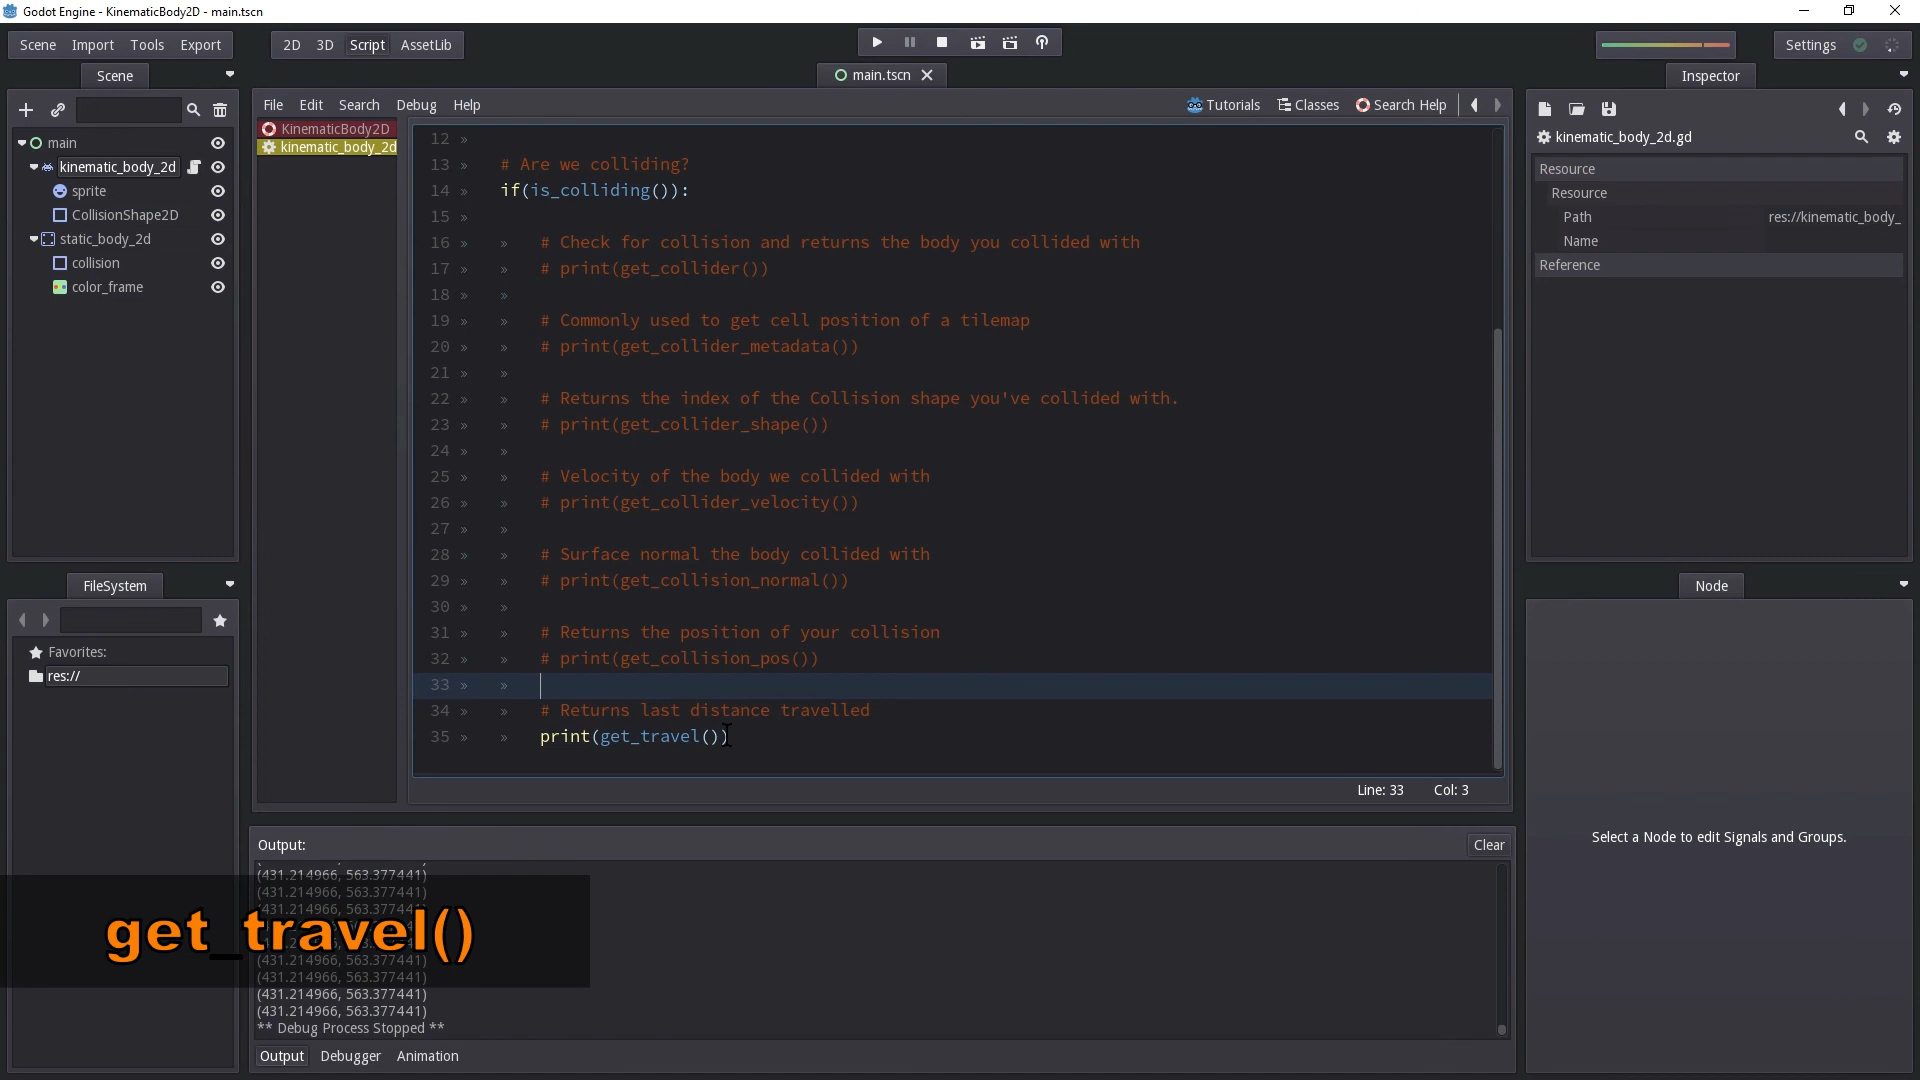 Godot Engine - KinematicBody2D - main.tscn
Scene Import Tools Export
2D 3D Script AssetLib
Settings
Scene
main.tscn
Inspector
File Edit Search Debug Help
Tutorials Classes Search Help
main
kinematic_body_2d
sprite
CollisionShape2D
static_body_2d
collision
color_frame
KinematicBody2D
kinematic_body_2d
12
13 # Are we colliding?
14 if(is_colliding()):
15
16 # Check for collision and returns the body you collided with
17 # print(get_collider())
18
19 # Commonly used to get cell position of a tilemap
20 # print(get_collider_metadata())
21
22 # Returns the index of the Collision shape you've collided with.
23 # print(get_collider_shape())
24
25 # Velocity of the body we collided with
26 # print(get_collider_velocity())
27
28 # Surface normal the body collided with
29 # print(get_collision_normal())
30
31 # Returns the position of your collision
32 # print(get_collision_pos())
33
34 # Returns last distance travelled
35 print(get_travel())
Line: 33 Col: 3
kinematic_body_2d.gd
Resource
Resource
Path res://kinematic_body_
Name
Reference
FileSystem
Favorites:
res://
Node
Select a Node to edit Signals and Groups.
Output:
Clear
(431.214966, 563.377441)
(431.214966, 563.377441)
(431.214966, 563.377441)
get_travel()
(431.214966, 563.377441)
(431.214966, 563.377441)
(431.214966, 563.377441)
(431.214966, 563.377441)
** Debug Process Stopped **
Output Debugger Animation